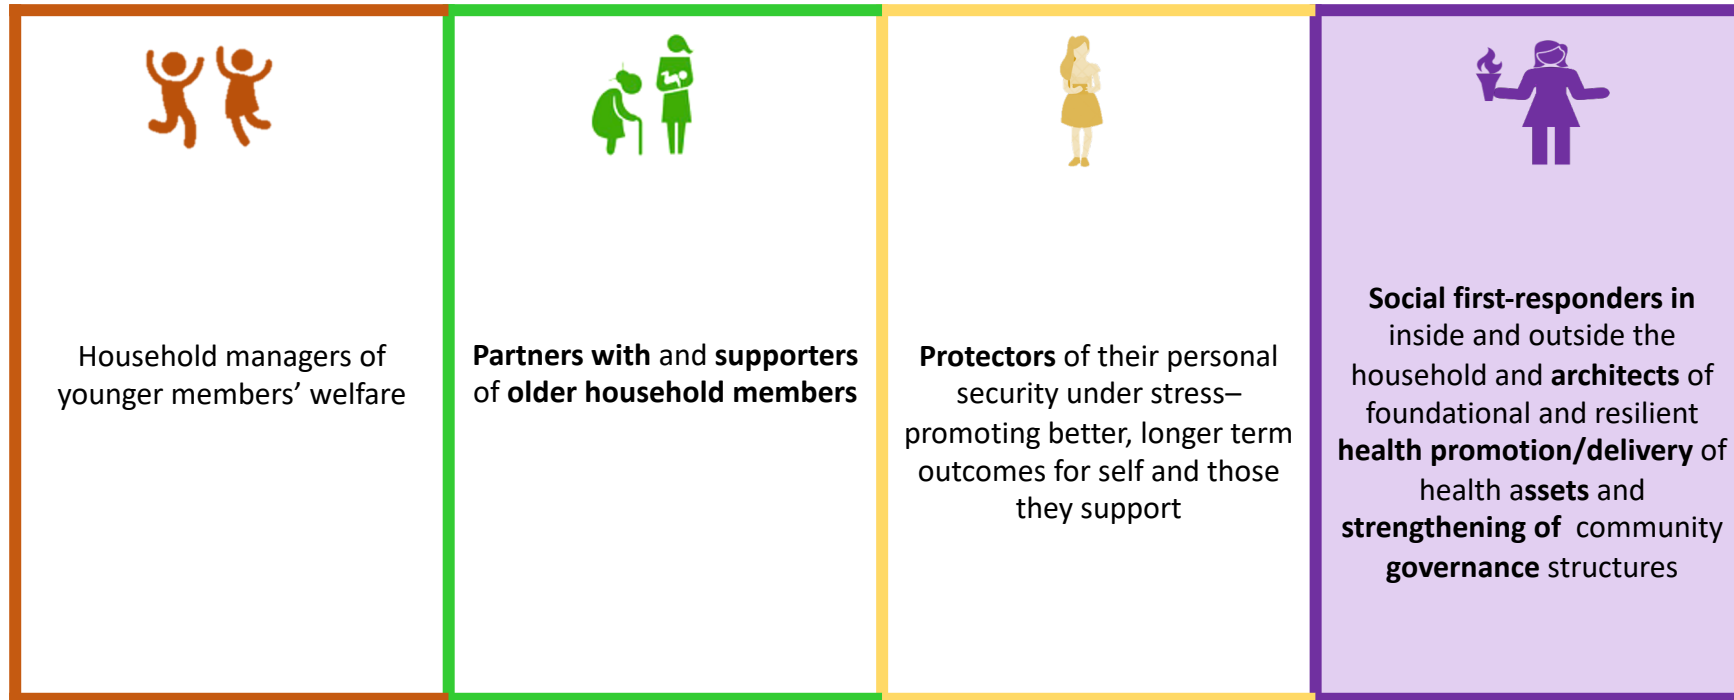 Household managers of
younger members’ welfare
Partners with and supporters
of older household members
Protectors of their personal
security under stress–
promoting better, longer term
outcomes for self and those
they support
Social first-responders in
inside and outside the
household and architects of
foundational and resilient
health promotion/delivery of
health assets and
strengthening of  community
governance structures